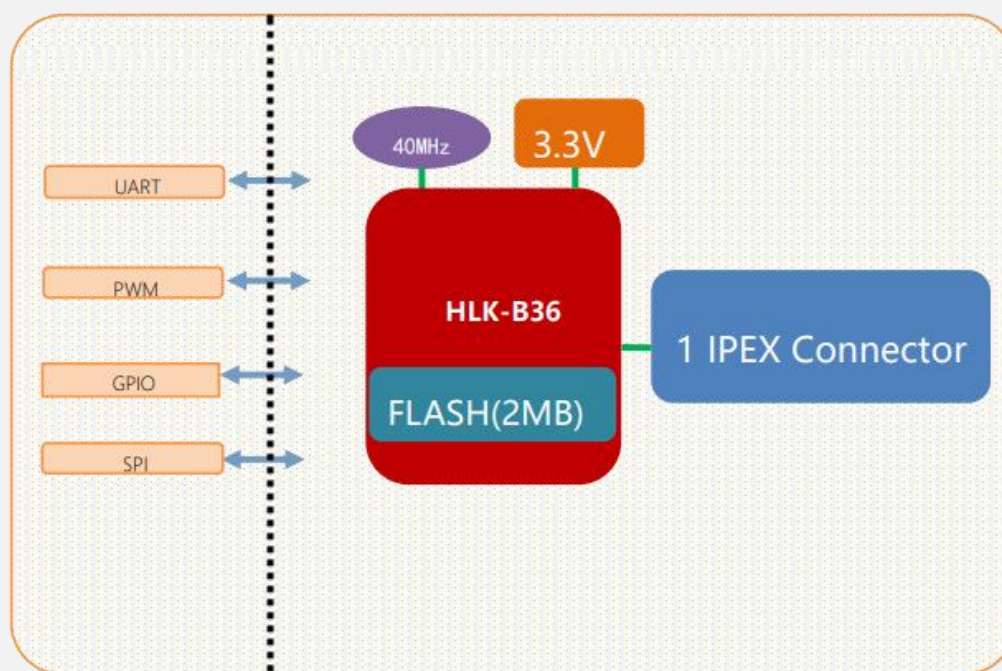 40MHz
3.3V
UART
PWM
HLK-B36
1 IPEX Connector
GPIO
FLASH(2MB)
SPI